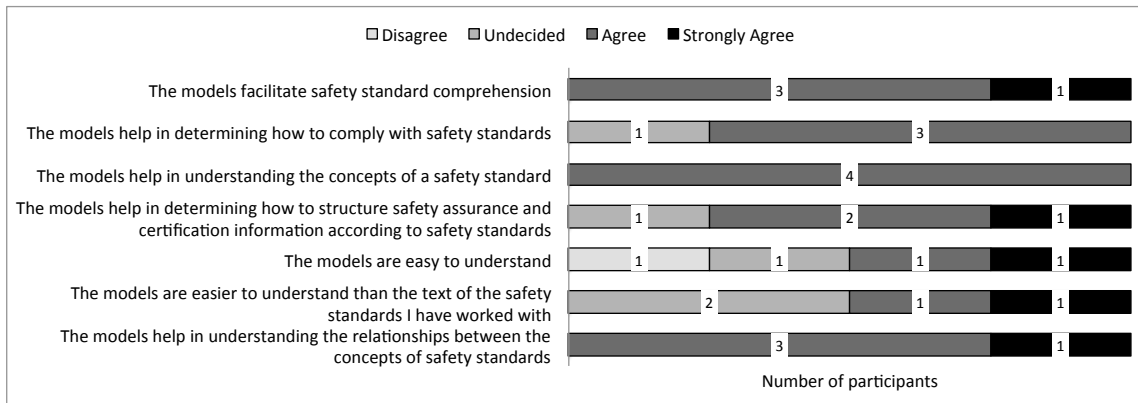 Disagree Undecided Agree Strongly Agree
The models facilitate safety standard comprehension 3 1
The models help in determining how to comply with safety standards 1 3
The models help in understanding the concepts of a safety standard 4
The models help in determining how to structure safety assurance and
certification information according to safety standards 1 2 1
The models are easy to understand 1 1 1 1
The models are easier to understand than the text of the safety
standards I have worked with 2 1 1
The models help in understanding the relationships between the
concepts of safety standards 3 1
Number of participants